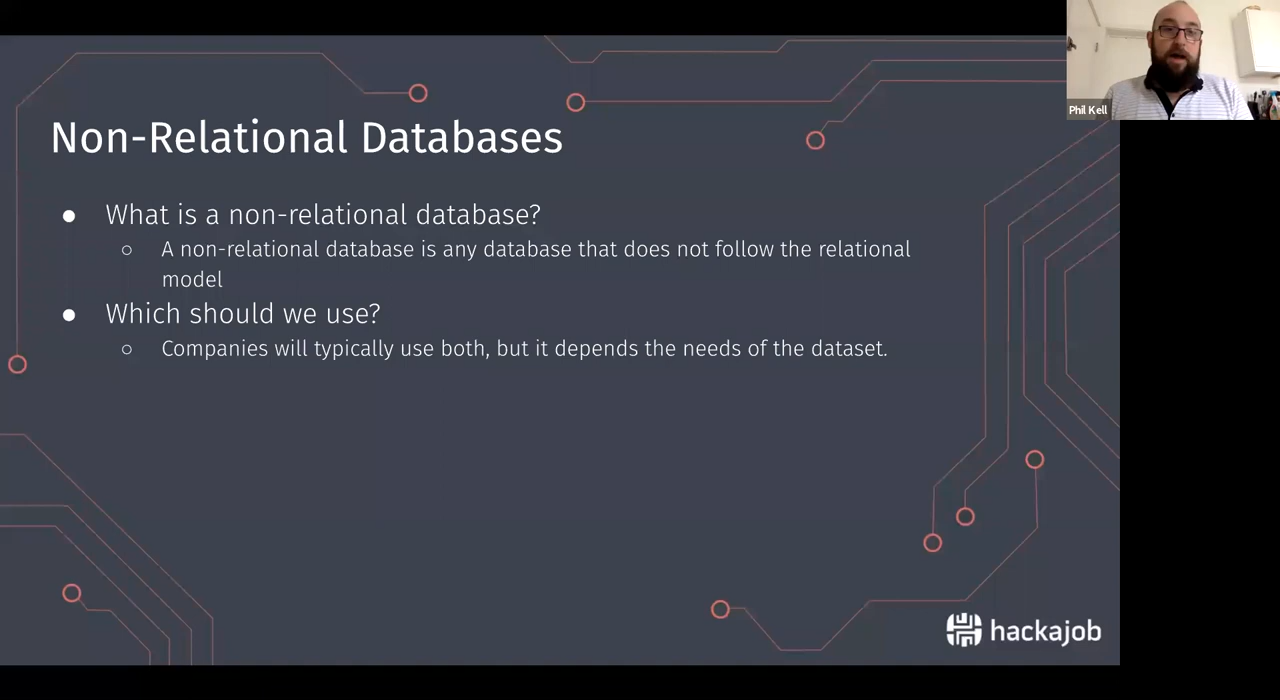 Phil Kell
Non-Relational Databases
● What is a non-relational database?
○ A non-relational database is any database that does not follow the relational
model
● Which should we use?
○ Companies will typically use both, but it depends the needs of the dataset.
hackajob